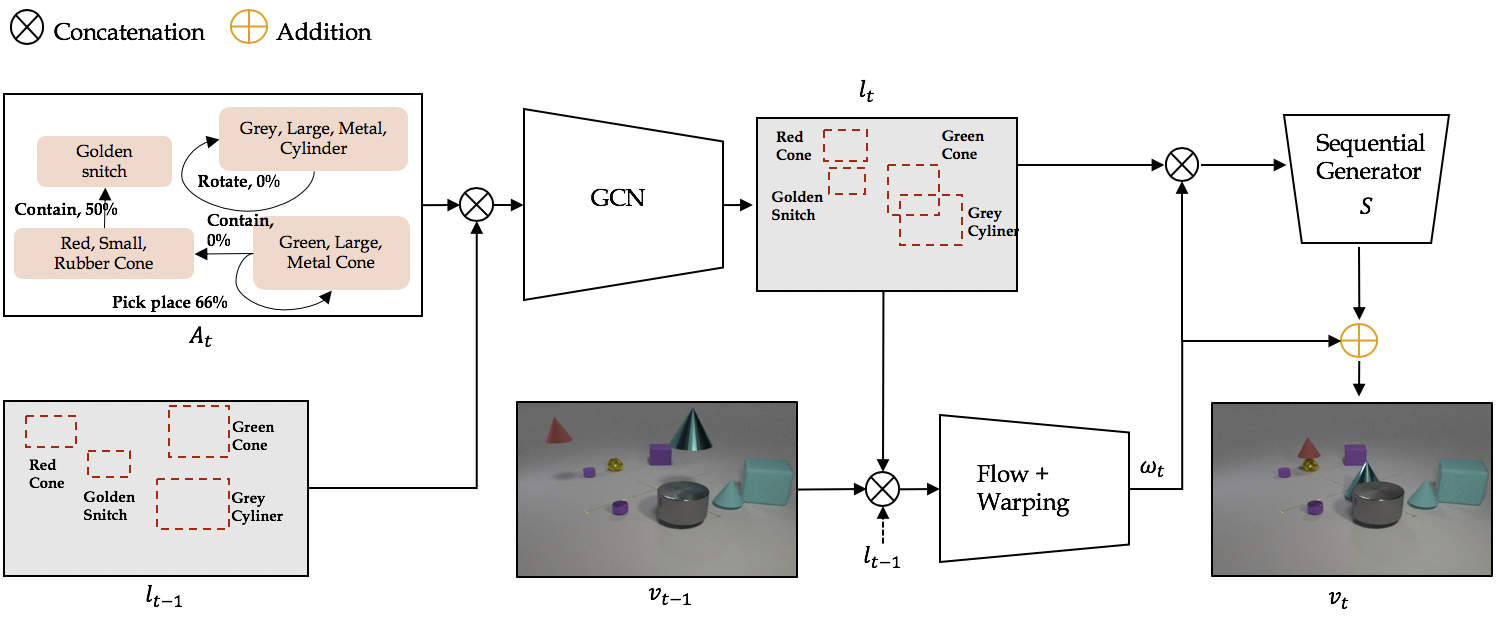 Concatenation
Addition
Golden
snitch
Grey, Large, Metal,
Cylinder
Rotate, 0%
Contain, 50%
Contain,
0%
Red, Small,
Rubber Cone
Green, Large,
Metal Cone
Pick place 66%
A_t
GCN
l_t
Red
Cone
Green
Cone
Golden
Snitch
Grey
Cyliner
Sequential
Generator
S
Green
Cone
Red
Cone
Golden
Snitch
Grey
Cyliner
l_{t-1}
v_{t-1}
l_{t-1}
Flow +
Warping
ω_t
v_t